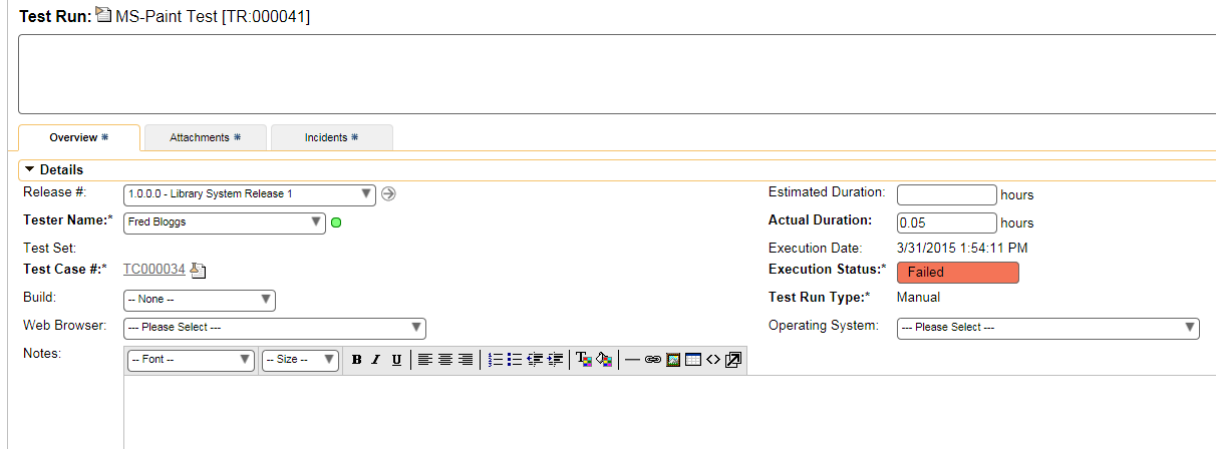 Test Run: MS-Paint Test [TR:000041]
Overview * Attachments * Incidents *
Details
Release #: 1.0.0.0 - Library System Release 1 Estimated Duration: hours
Tester Name:* Fred Bloggs Actual Duration: 0.05 hours
Test Set: Execution Date: 3/31/2015 1:54:11 PM
Test Case #:* TC000034 Execution Status:* Failed
Build: -- None -- Test Run Type:* Manual
Web Browser: --- Please Select --- Operating System: --- Please Select ---
Notes: -- Font -- -- Size -- B I U